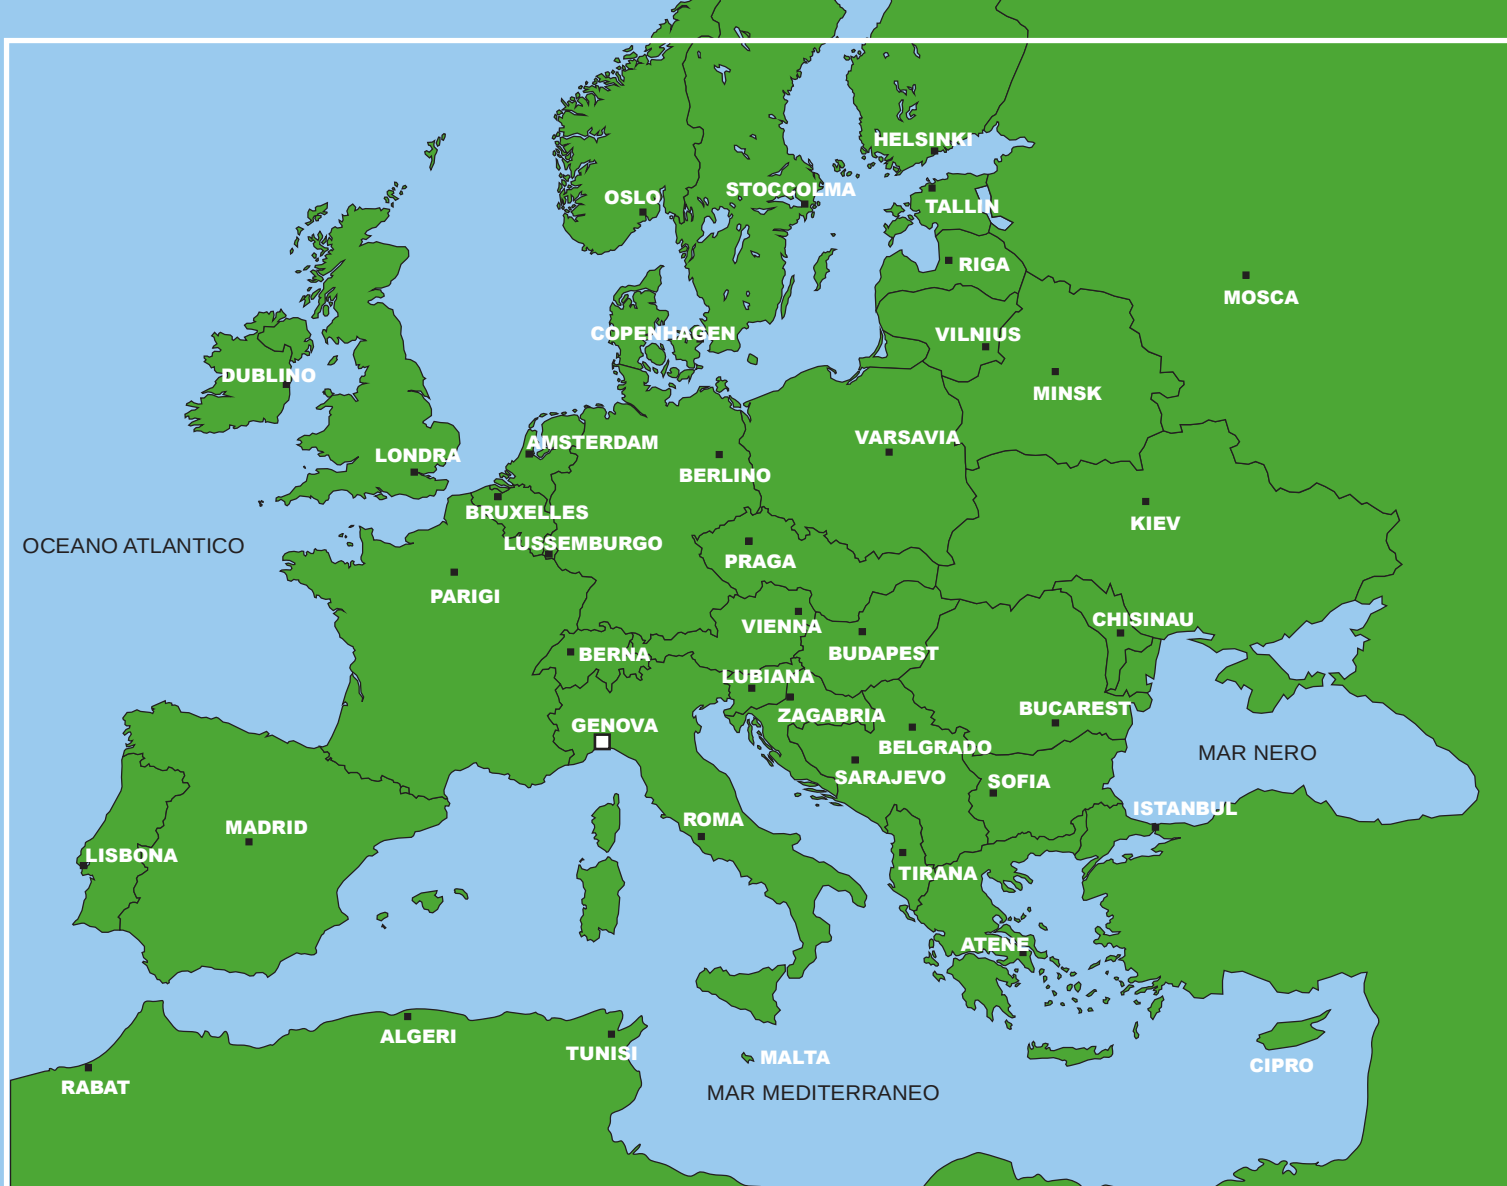 HELSINKI
STOCCOLMA
OSLO
TALLIN
RIGA
MOSCA
COPENHAGEN
VILNIUS
DUBLINO
MINSK
VARSAVIA
AMSTERDAM
LONDRA
BERLINO
BRUXELLES
KIEV
LUSSEMBURGO
OCEANO ATLANTICO
PRAGA
PARIGI
CHISINAU
VIENNA
BUDAPEST
BERNA
LUBIANA
BUCAREST
ZAGABRIA
GENOVA
BELGRADO
MAR NERO
SARAJEVO
SOFIA
ISTANBUL
ROMA
MADRID
LISBONA
TIRANA
ATENE
ALGERI
TUNISI
MALTA
CIPRO
RABAT
MAR MEDITERRANEO